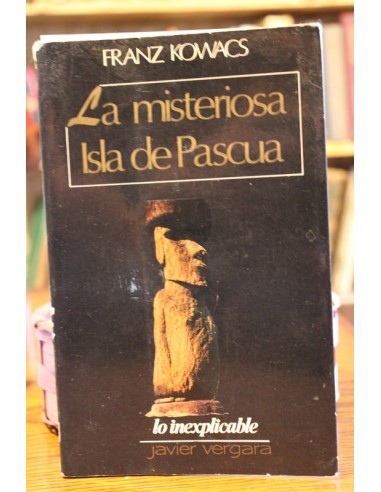 FRANZ KOWACS
La misteriosa
Isla de Pascua
lo inexplicable
javier vergara